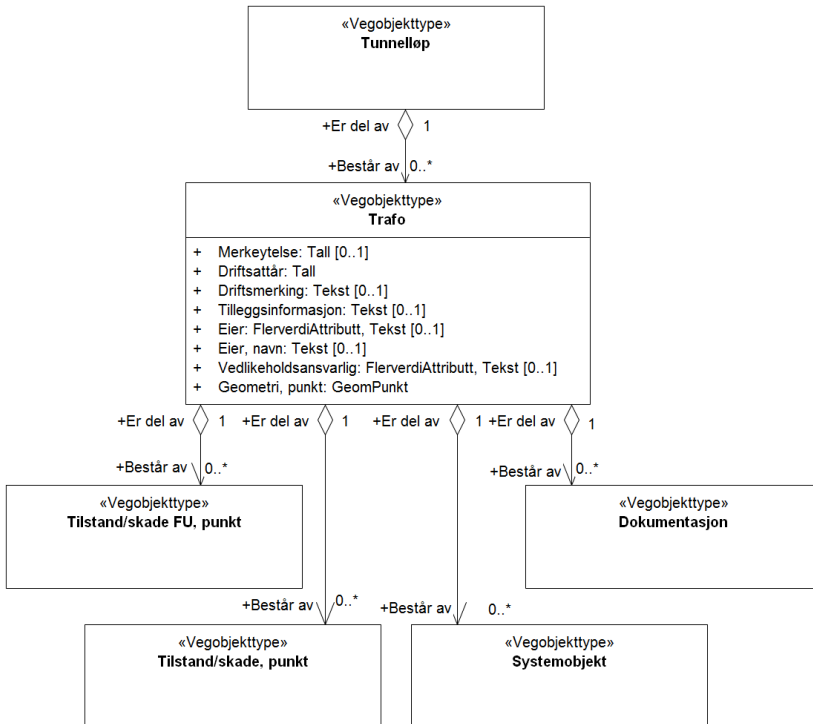 «Vegobjekttype»
Tunnelløp
+Er del av 1
+Består av 0..*
«Vegobjekttype»
Trafo
+ Merkeytelse: Tall [0..1]
+ Driftsattår: Tall
+ Driftsmerking: Tekst [0..1]
+ Tilleggsinformasjon: Tekst [0..1]
+ Eier: FlerverdiAttributt, Tekst [0..1]
+ Eier, navn: Tekst [0..1]
+ Vedlikeholdsansvarlig: FlerverdiAttributt, Tekst [0..1]
+ Geometri, punkt: GeomPunkt
+Er del av 1 +Er del av 1 +Er del av 1 +Er del av 1
+Består av 0..* +Består av 0..*
«Vegobjekttype»
Tilstand/skade FU, punkt
«Vegobjekttype»
Dokumentasjon
+Består av 0..* +Består av 0..*
«Vegobjekttype»
Tilstand/skade, punkt
«Vegobjekttype»
Systemobjekt